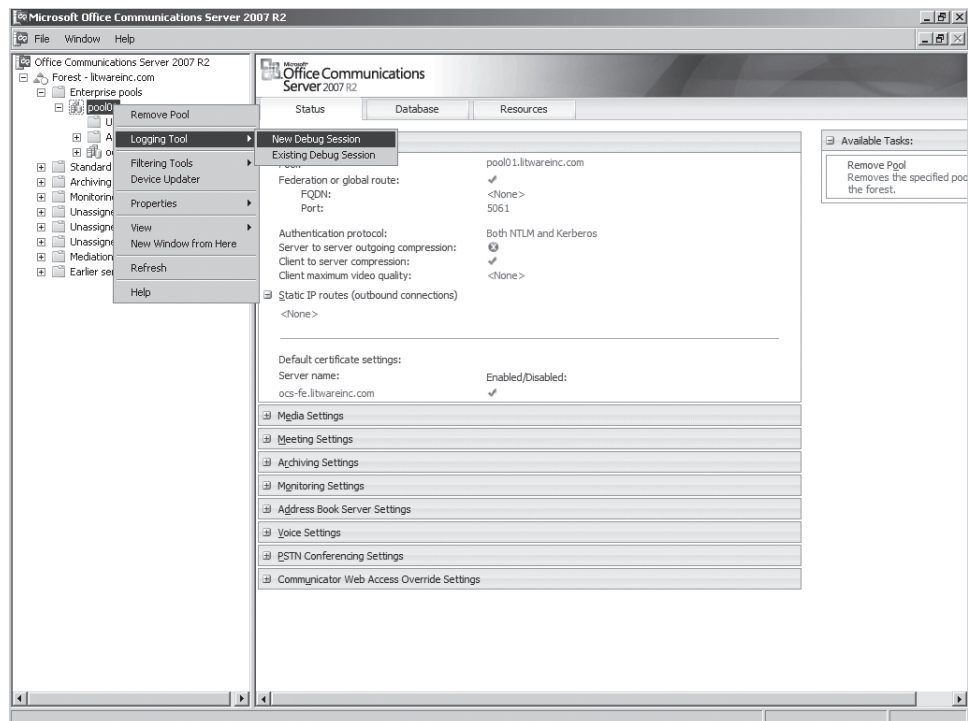 Microsoft Office Communications Server 2007 R2
File Window Help
Office Communications Server 2007 R2
Forest - litwareinc.com
Enterprise pools
pool0
U
A
o
Standard
Archiving
Monitorin
Unassigne
Unassigne
Unassigne
Mediation
Earlier se
Remove Pool
Logging Tool
Filtering Tools
Device Updater
Properties
View
New Window from Here
Refresh
Help
New Debug Session
Existing Debug Session
Microsoft
Office Communications
Server 2007 R2
Status Database Resources
pool01.litwareinc.com
Federation or global route:
FQDN: <None>
Port: 5061
Authentication protocol: Both NTLM and Kerberos
Server to server outgoing compression:
Client to server compression:
Client maximum video quality: <None>
Static IP routes (outbound connections)
<None>
Default certificate settings:
Server name: Enabled/Disabled:
ocs-fe.litwareinc.com
Media Settings
Meeting Settings
Archiving Settings
Monitoring Settings
Address Book Server Settings
Voice Settings
PSTN Conferencing Settings
Communicator Web Access Override Settings
Available Tasks:
Remove Pool
Removes the specified poo
the forest.